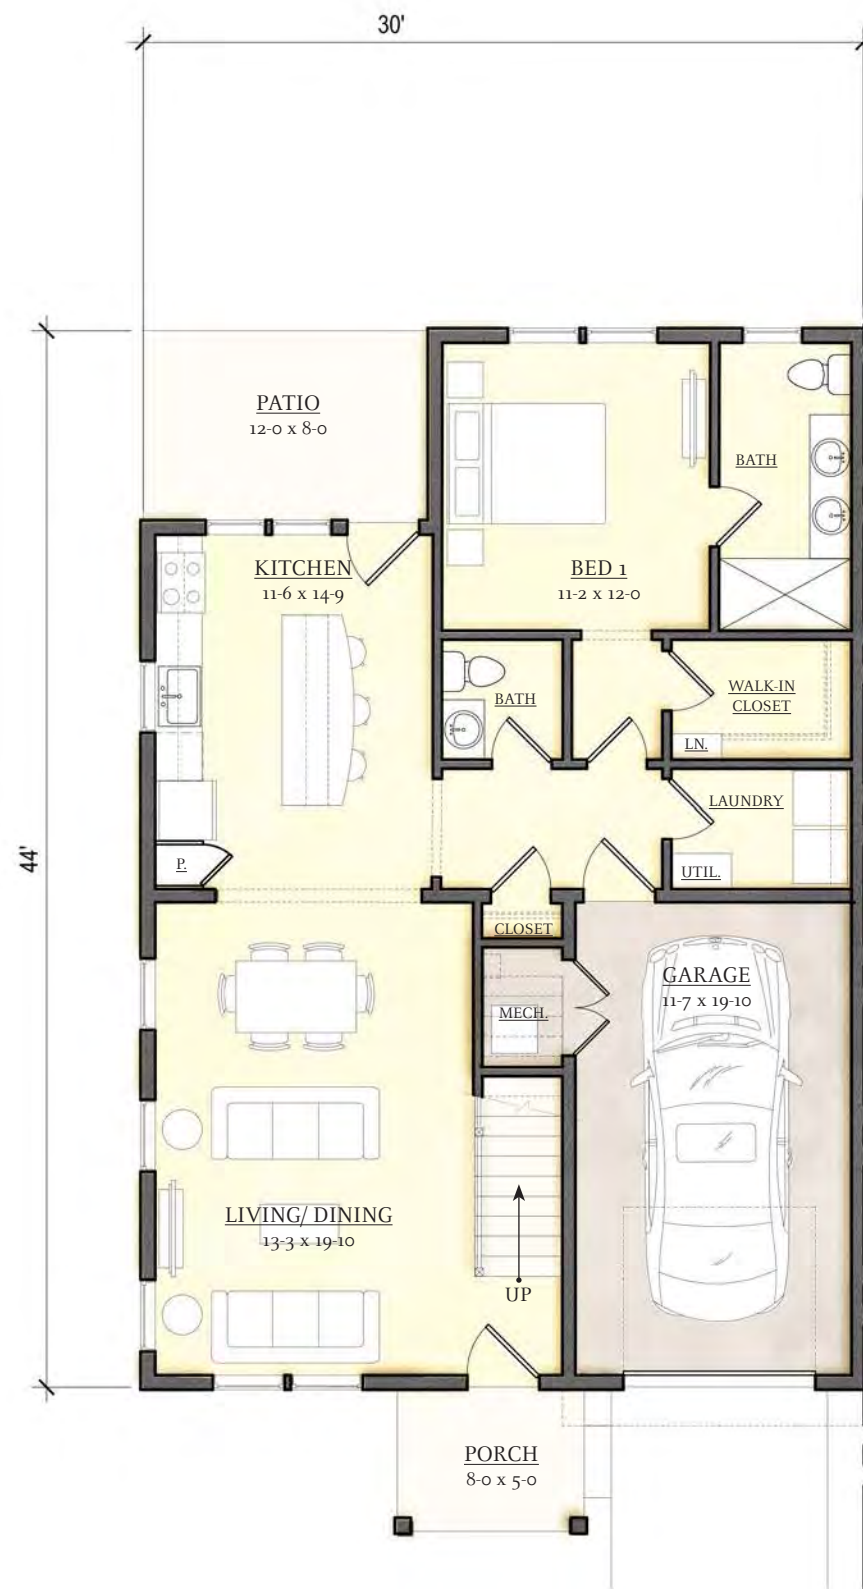 30'
PATIO
12-0 x 8-0
BATH
KITCHEN
11-6 x 14-9
BED 1
11-2 x 12-0
BATH
WALK-IN
CLOSET
LN.
LAUNDRY
44'
P.
UTIL.
CLOSET
GARAGE
11-7 x 19-10
MECH.
LIVING/ DINING
13-3 x 19-10
UP
PORCH
8-0 x 5-0